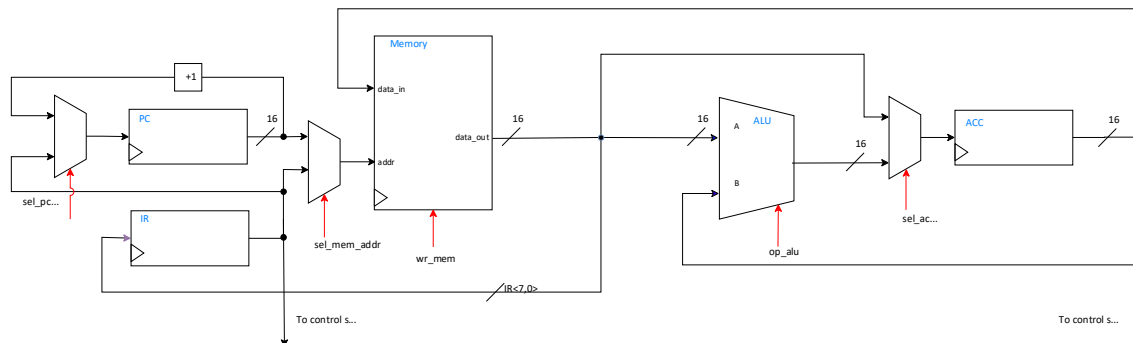 Memory
+1
data_in
PC
16
16
data_out
16
ALU
A
16
ACC
16
addr
B
sel_pc...
IR
sel_mem_addr
wr_mem
op_alu
sel_ac...
IR<7,0>
To control s...
To control s...